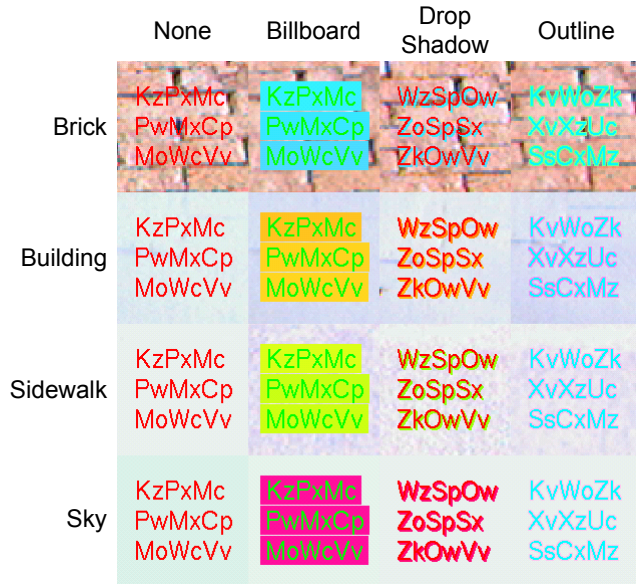 None Billboard Drop Shadow Outline
Brick
KzPxMc KzPxMc WzSpOw KvWoZk
PwMxCp PwMxCp ZoSpSx XvXzUc
MoWcVv MoWcVv ZkOwVv SsCxMz
Building
KzPxMc KzPxMc WzSpOw KvWoZk
PwMxCp PwMxCp ZoSpSx XvXzUc
MoWcVv MoWcVv ZkOwVv SsCxMz
Sidewalk
KzPxMc KzPxMc WzSpOw KvWoZk
PwMxCp PwMxCp ZoSpSx XvXzUc
MoWcVv MoWcVv ZkOwVv SsCxMz
Sky
KzPxMc KzPxMc WzSpOw KvWoZk
PwMxCp PwMxCp ZoSpSx XvXzUc
MoWcVv MoWcVv ZkOwVv SsCxMz